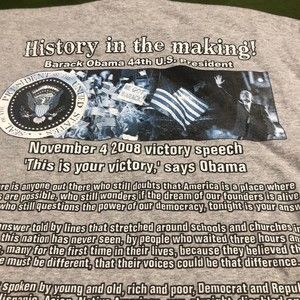 History in the making!
Barack Obama 44th U.S. President
November 4 2008 victory speech
'This is your victory,' says Obama
ere is anyone out there who still doubts that America is a place where
s are possible, who still wonders if the dream of our founders is alive
who still questions the power of our democracy, tonight is your answ
answer told by lines that stretched around schools and churches
this nation has never seen, by people who waited three hours an
many for the first time in their lives, because they believed th
e must be different, that their voices could be that difference.
spoken by young and old, rich and poor, Democrat and Repu